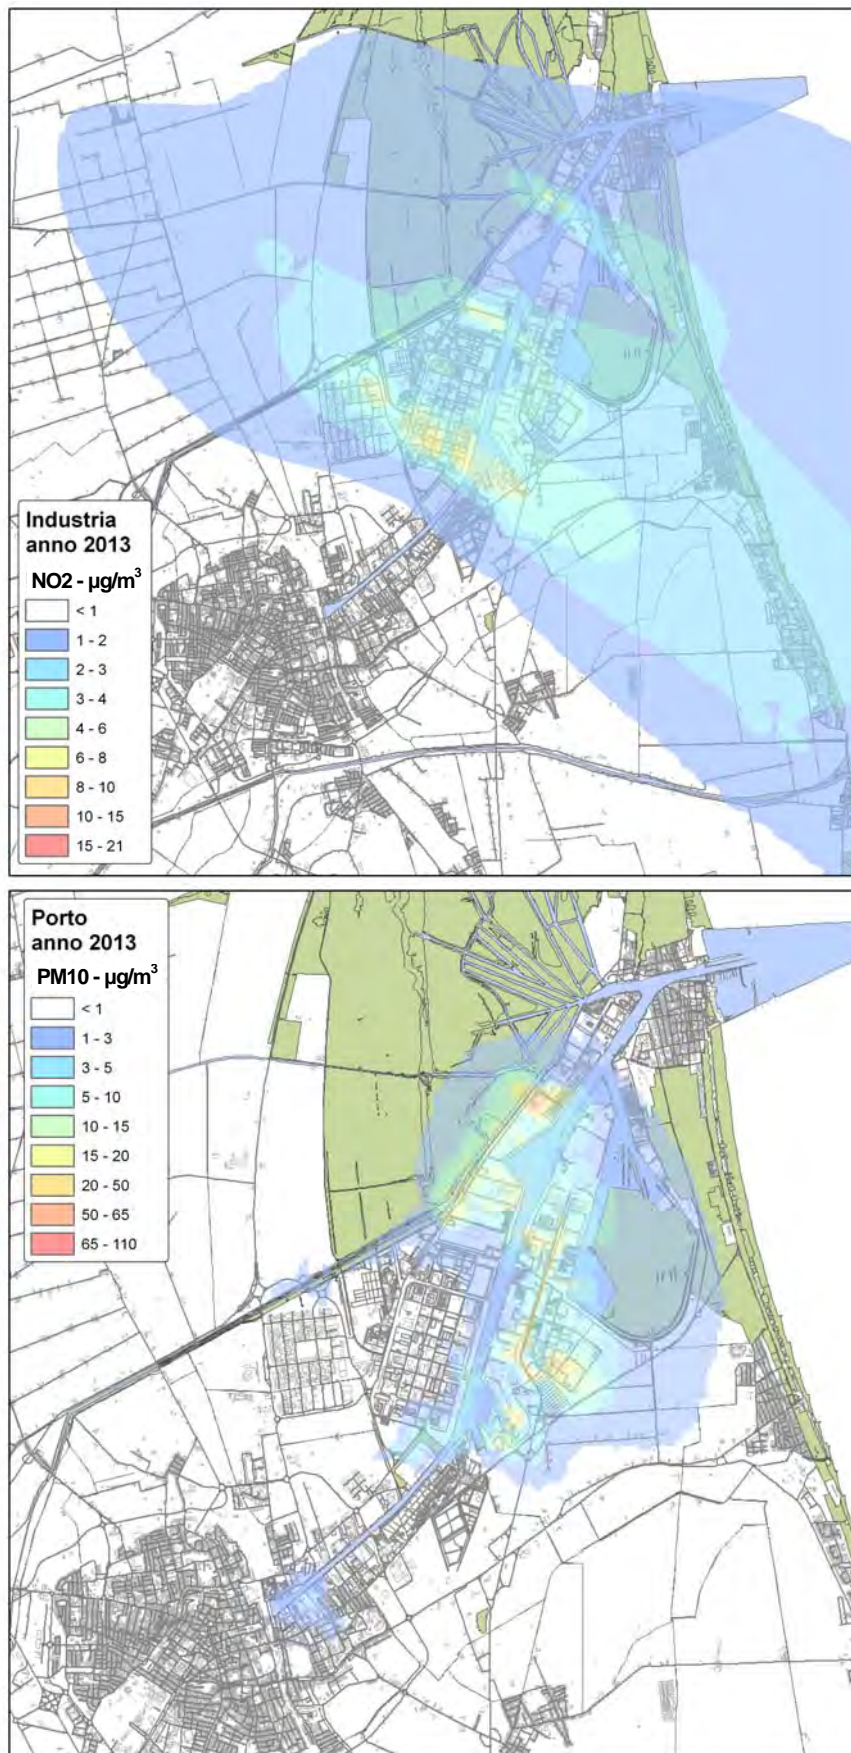 Industria
anno 2013
NO2 - µg/m³
< 1
1 - 2
2 - 3
3 - 4
4 - 6
6 - 8
8 - 10
10 - 15
15 - 21
Porto
anno 2013
PM10 - µg/m³
< 1
1 - 3
3 - 5
5 - 10
10 - 15
15 - 20
20 - 50
50 - 65
65 - 110